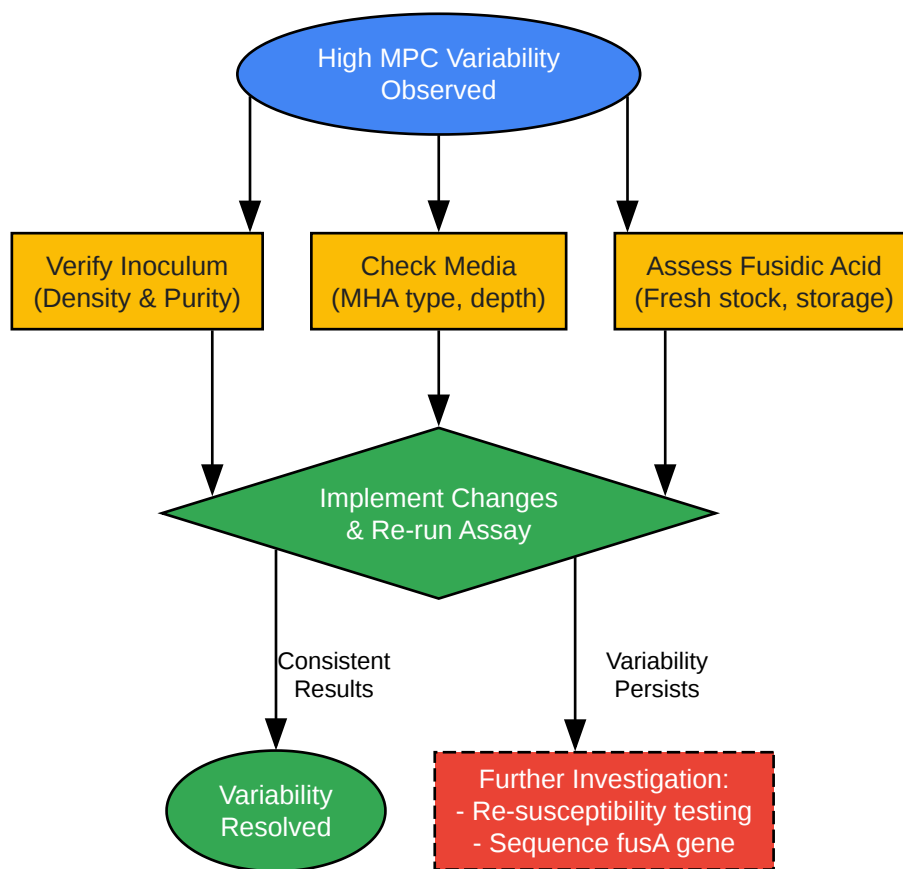 High MPC Variability
Observed
Verify Inoculum
(Density & Purity)
Check Media
(MHA type, depth)
Assess Fusidic Acid
(Fresh stock, storage)
Implement Changes
& Re-run Assay
Consistent
Results
Variability
Persists
Variability
Resolved
Further Investigation:
- Re-susceptibility testing
- Sequence fusA gene